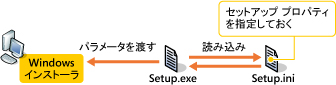 セットアップ プロパティ
を指定しておく
パラメータを渡す
読み込み
Windows
インストーラ
Setup.exe
Setup.ini